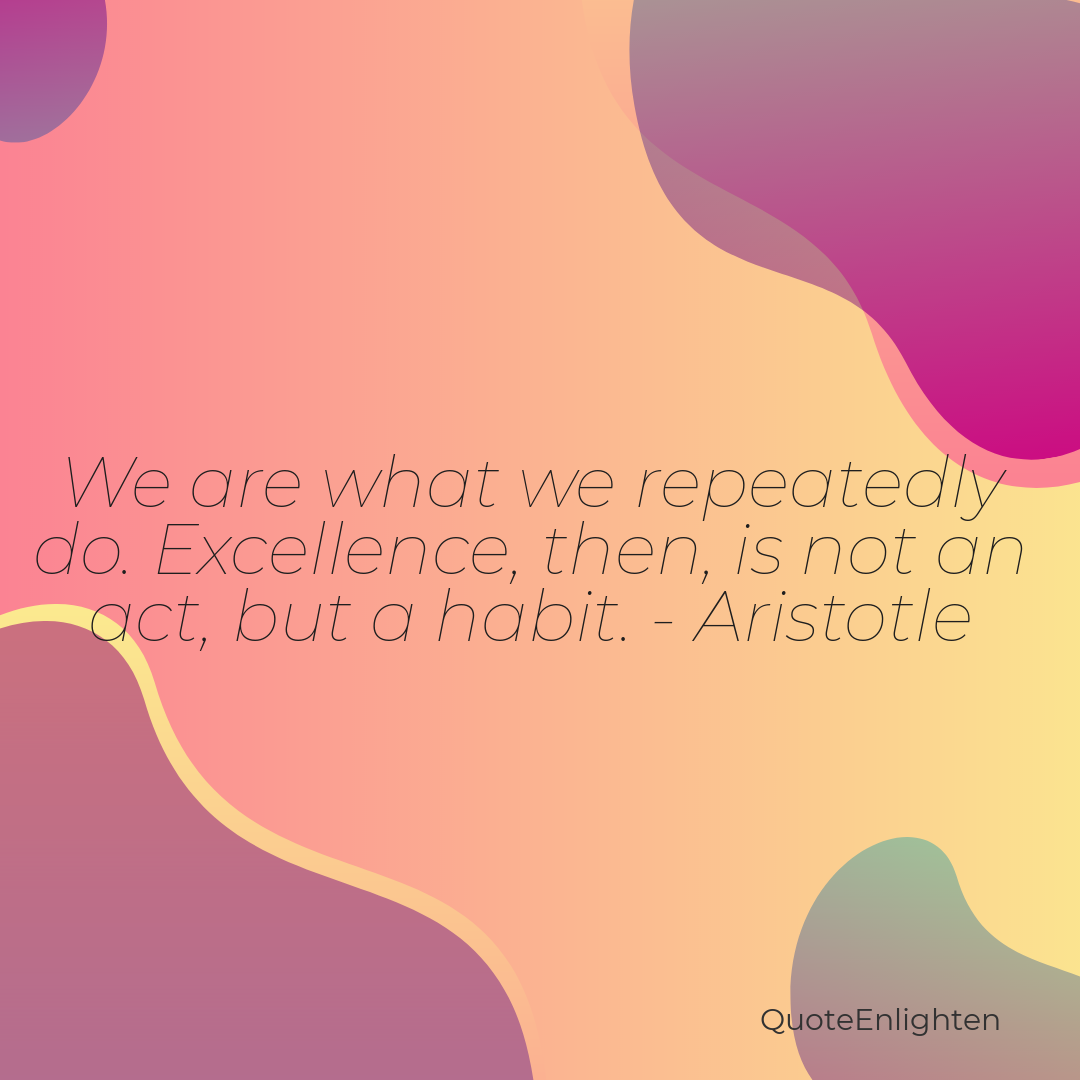 We are what we repeatedly
do. Excellence, then, is not an
act, but a habit. - Aristotle
QuoteEnlighten